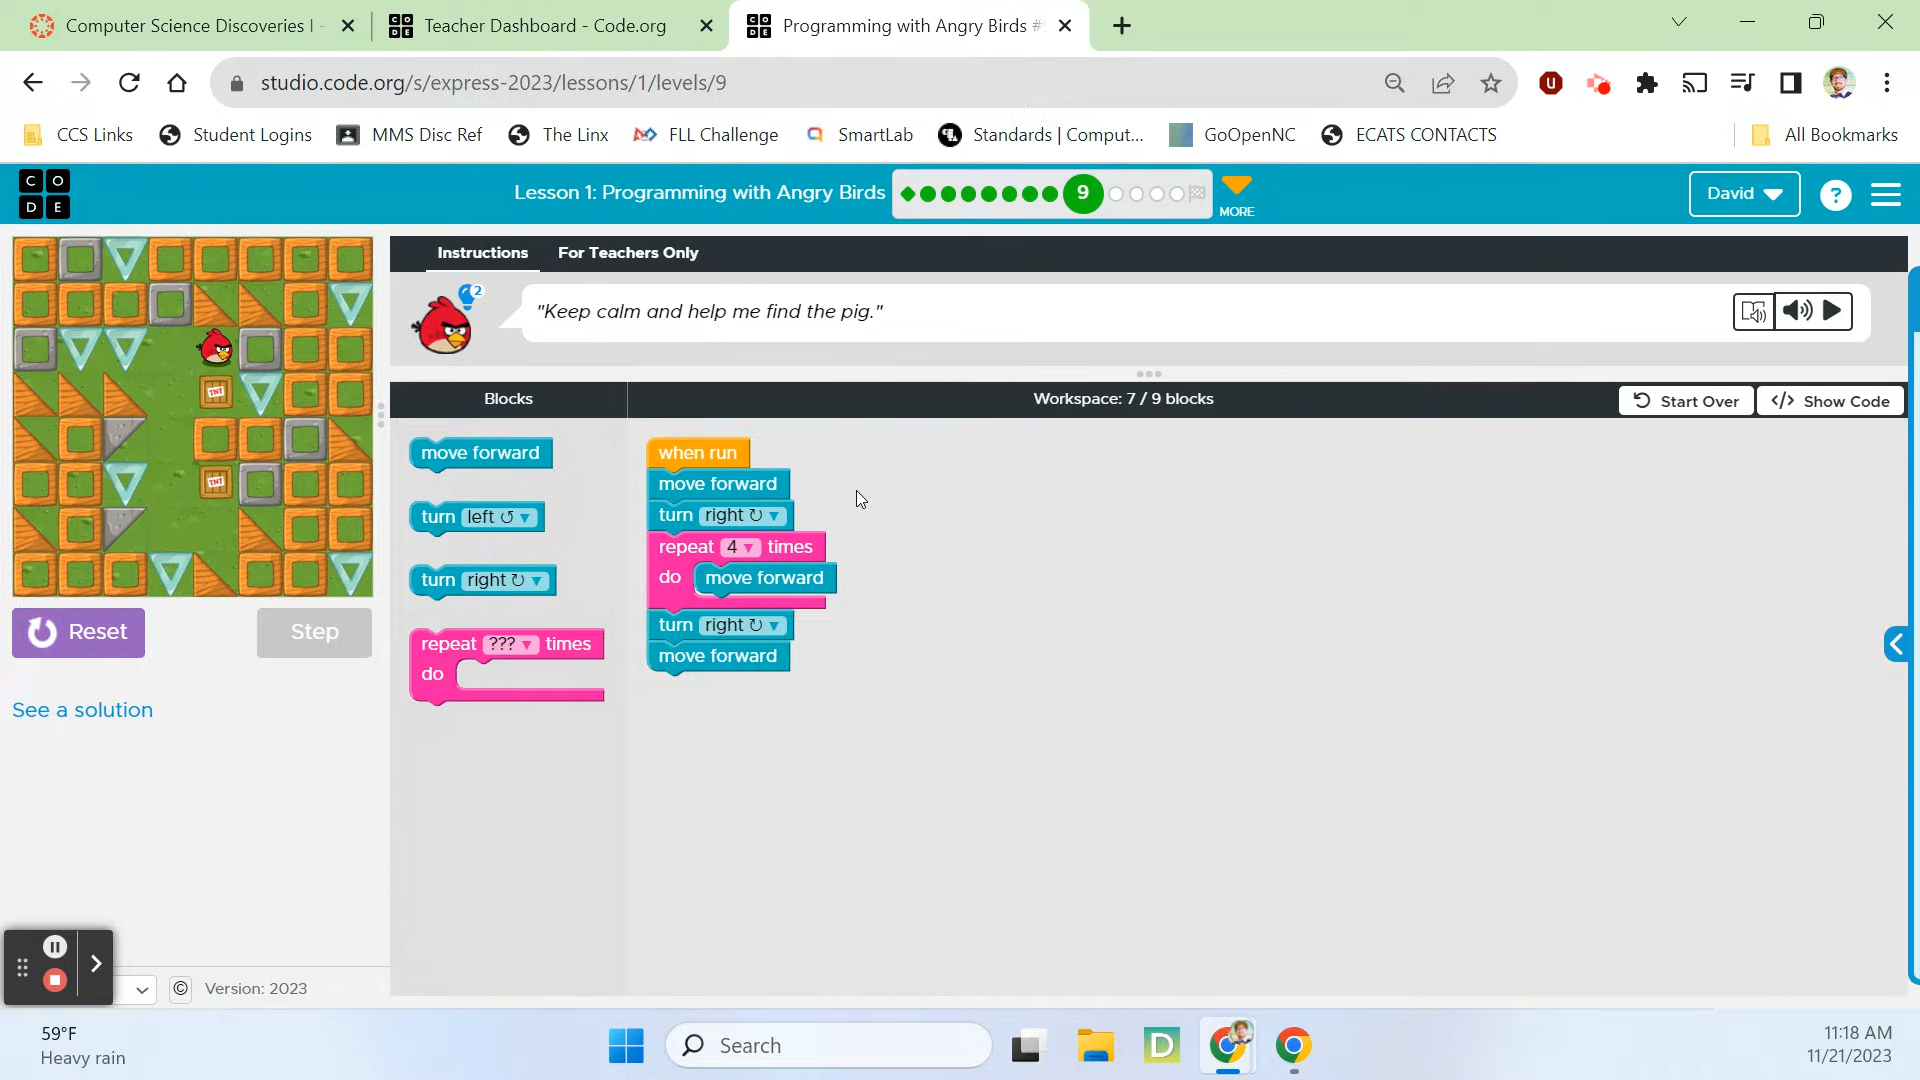 Computer Science Discoveries I -
Teacher Dashboard - Code.org
Programming with Angry Birds #
studio.code.org/s/express-2023/lessons/1/levels/9
CCS Links
Student Logins
MMS Disc Ref
The Linx
FLL Challenge
SmartLab
Standards | Comput...
GoOpenNC
ECATS CONTACTS
All Bookmarks
CO
DE
Lesson 1: Programming with Angry Birds
9
MORE
David
?
Instructions
For Teachers Only
2
"Keep calm and help me find the pig."
Blocks
Workspace: 7 / 9 blocks
Start Over
</> Show Code
move forward
turn left ↺
turn right ↻
repeat ??? times
do
when run
move forward
turn right ↻
repeat 4 times
do move forward
turn right ↻
move forward
TNT
TNT
Reset
Step
See a solution
© Version: 2023
59°F
Heavy rain
Search
D
11:18 AM
11/21/2023